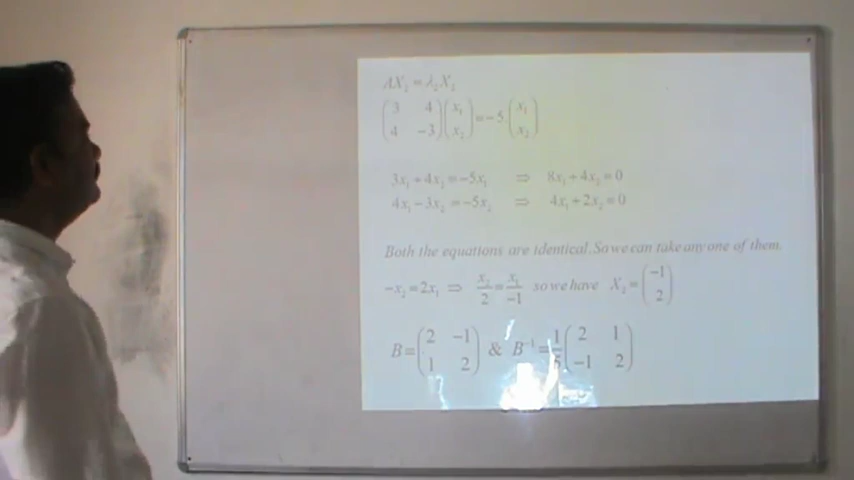 AX₂ = λ₂X₂
(3 4; 4 −3)(x₁; x₂) = −5.(x₁; x₂)
3x₁ + 4x₂ = −5x₁ ⇒ 8x₁ + 4x₂ = 0
4x₁ − 3x₂ = −5x₂ ⇒ 4x₁ + 2x₂ = 0
Both the equations are identical. So we can take any one of them.
−x₂ = 2x₁ ⇒ x₂/2 = x₁/−1 so we have X₂ = (−1; 2)
B = (2 −1; 1 2) & B⁻¹ = 1/5 (2 1; −1 2)